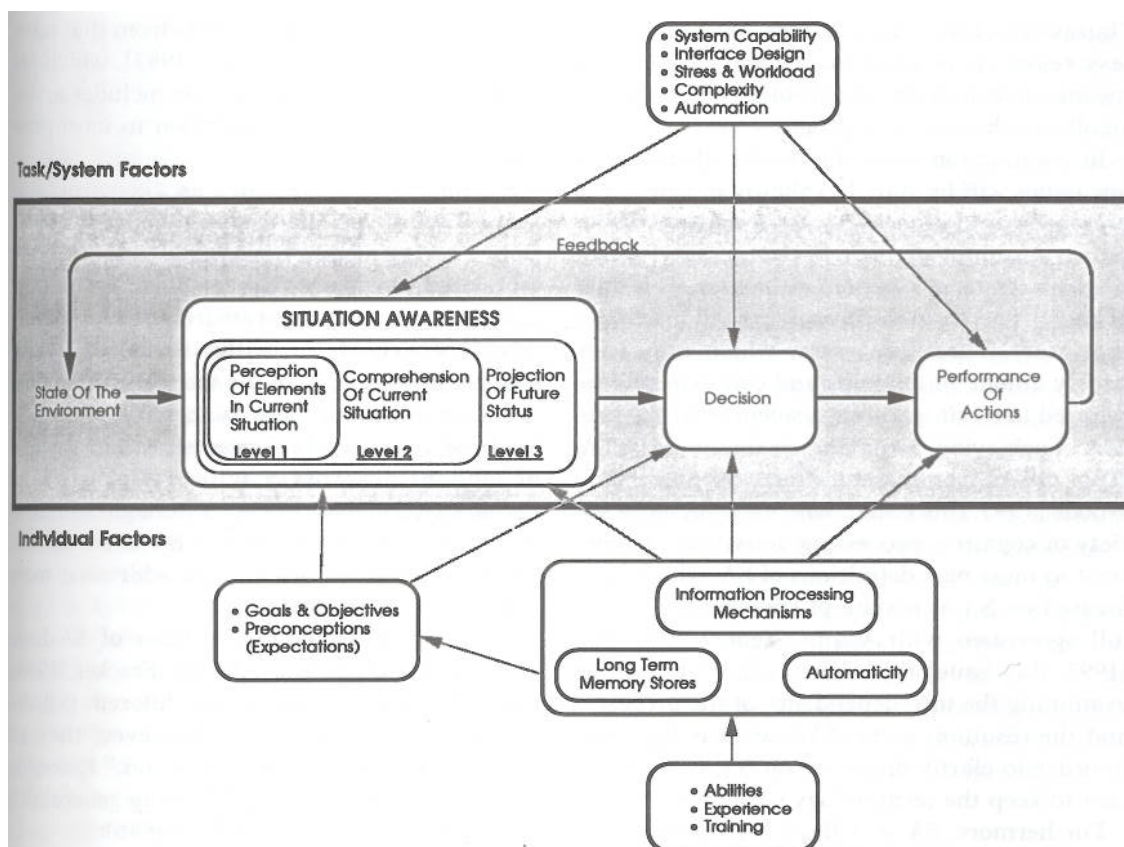 • System Capability
• Interface Design
• Stress & Workload
• Complexity
• Automation
Task/System Factors
Feedback
SITUATION AWARENESS
State Of The
Environment
Perception
Of Elements
In Current
Situation
Level 1
Comprehension
Of Current
Situation
Level 2
Projection
Of Future
Status
Level 3
Decision
Performance
Of
Actions
Individual Factors
• Goals & Objectives
• Preconceptions
(Expectations)
Information Processing
Mechanisms
Long Term
Memory Stores
Automaticity
• Abilities
• Experience
• Training